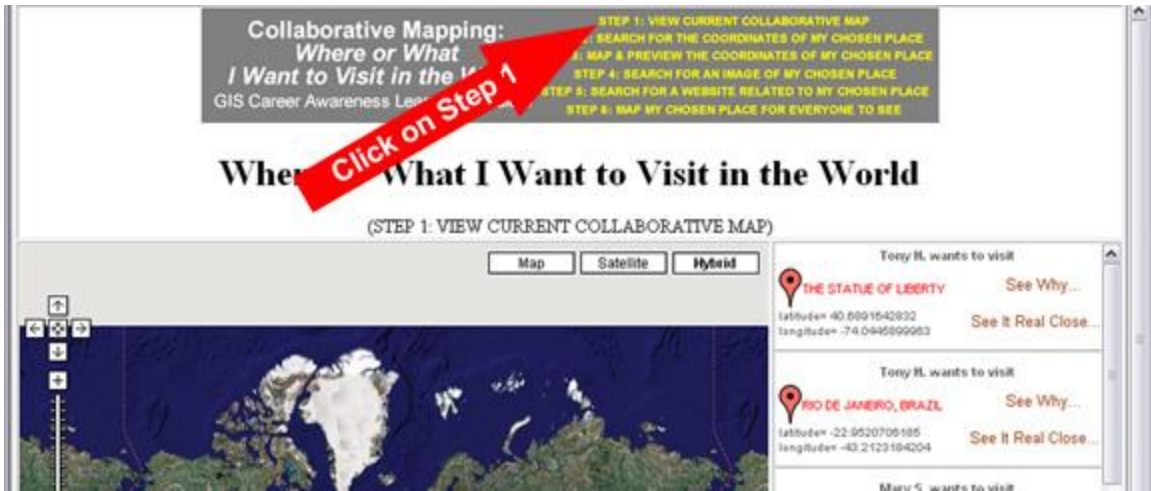 Collaborative Mapping:
Where or What
I Want to Visit in the
GIS Career Awareness
STEP 1: VIEW CURRENT COLLABORATIVE MAP
: SEARCH FOR THE COORDINATES OF MY CHOSEN PLACE
: MAP & PREVIEW THE COORDINATES OF MY CHOSEN PLACE
STEP 4: SEARCH FOR AN IMAGE OF MY CHOSEN PLACE
STEP 5: SEARCH FOR A WEBSITE RELATED TO MY CHOSEN PLACE
STEP 6: MAP MY CHOSEN PLACE FOR EVERYONE TO SEE
Click on Step 1
What I Want to Visit in the World
(STEP 1: VIEW CURRENT COLLABORATIVE MAP)
Map Satellite Hybrid
Tony H. wants to visit
THE STATUE OF LIBERTY See Why...
latitude= 40.6891642832
longitude= -74.0445899963
See It Real Close...
Tony H. wants to visit
RIO DE JANEIRO, BRAZIL See Why...
latitude= -22.9520706185
longitude= -43.2123184204
See It Real Close...
Mary S. wants to visit